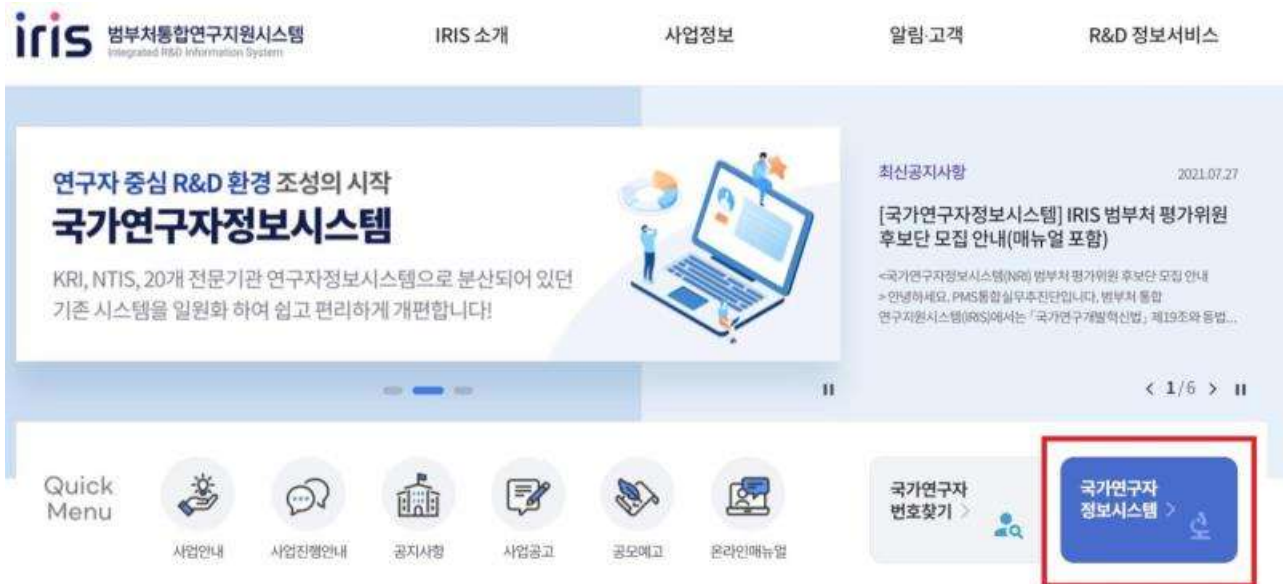 iris 범부처통합연구지원시스템
Integrated R&D Information System
IRIS 소개
사업정보
알림·고객
R&D 정보서비스
연구자 중심 R&D 환경 조성의 시작
국가연구자정보시스템
KRI, NTIS, 20개 전문기관 연구자정보시스템으로 분산되어 있던
기존 시스템을 일원화 하여 쉽고 편리하게 개편합니다!
최신공지사항
2021.07.27
[국가연구자정보시스템] IRIS 범부처 평가위원
후보단 모집 안내(매뉴얼 포함)
<국가연구자정보시스템(NRI) 범부처 평가위원 후보단 모집 안내
> 안녕하세요. PMS통합실무추진단입니다. 범부처 통합
연구지원시스템(IRIS)에서는 「국가연구개발혁신법」 제19조와 동법...
< 1/6 >
Quick
Menu
사업안내
사업진행안내
공지사항
사업공고
공모예고
온라인매뉴얼
국가연구자
번호찾기 >
국가연구자
정보시스템 >